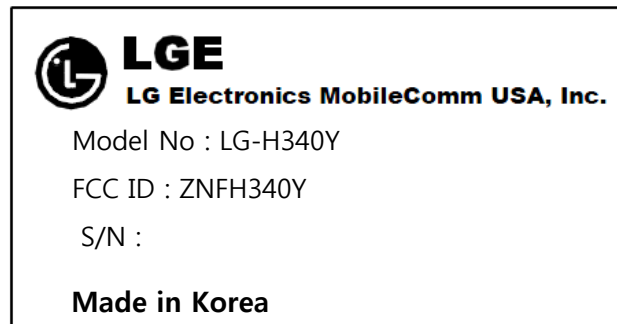 LGE
LG Electronics MobileComm USA, Inc.
Model No : LG-H340Y
FCC ID : ZNFH340Y
S/N :
Made in Korea